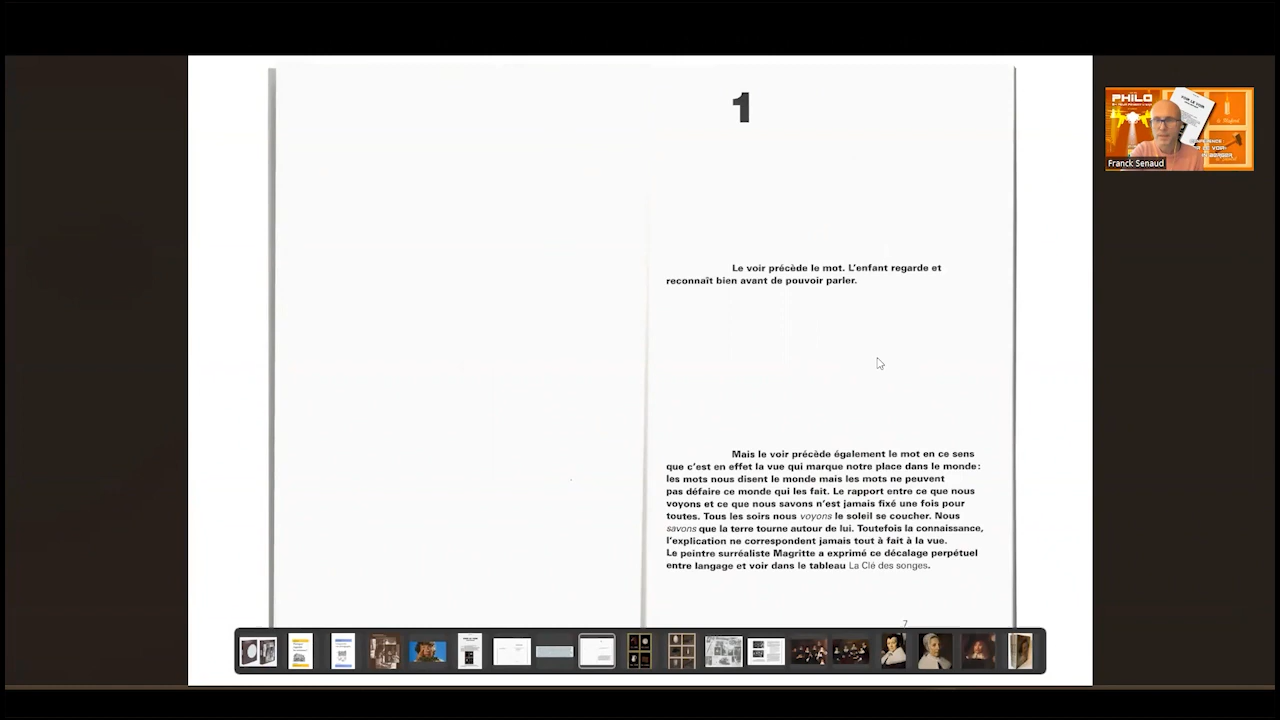 1
Le voir précède le mot. L’enfant regarde et
reconnaît bien avant de pouvoir parler.
Mais le voir précède également le mot en ce sens
que c’est en effet la vue qui marque notre place dans le monde:
les mots nous disent le monde mais les mots ne peuvent
pas défaire ce monde qui les fait. Le rapport entre ce que nous
voyons et ce que nous savons n’est jamais fixé une fois pour
toutes. Tous les soirs nous voyons le soleil se coucher. Nous
savons que la terre tourne autour de lui. Toutefois la connaissance,
l’explication ne correspondent jamais tout à fait à la vue.
Le peintre surréaliste Magritte a exprimé ce décalage perpétuel
entre langage et voir dans le tableau La Clé des songes.
7
PHILO
Franck Senaud